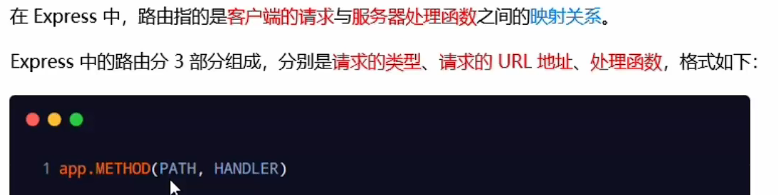 在 Express 中，路由指的是客户端的请求与服务器处理函数之间的映射关系。
Express 中的路由分 3 部分组成，分别是请求的类型、请求的 URL 地址、处理函数，格式如下：
1 app.METHOD(PATH, HANDLER)